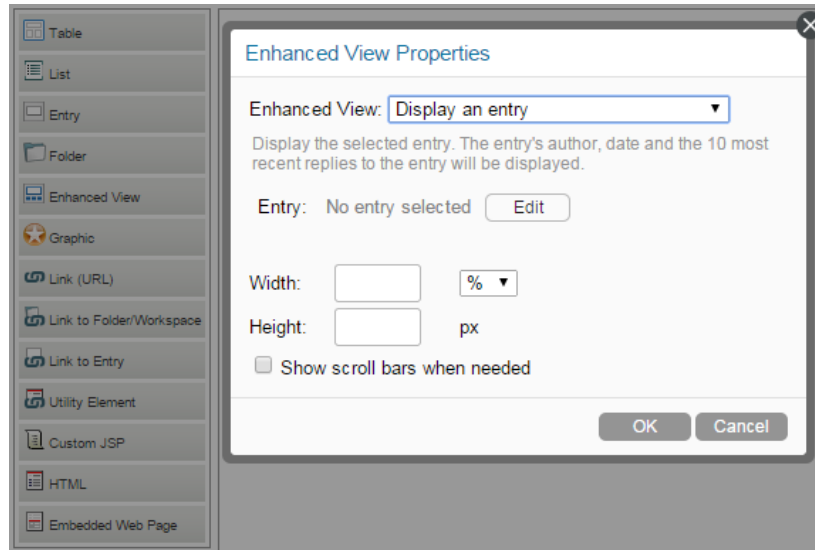 Table
List
Entry
Folder
Enhanced View
Graphic
Link (URL)
Link to Folder/Workspace
Link to Entry
Utility Element
Custom JSP
HTML
Embedded Web Page
Enhanced View Properties
Enhanced View: Display an entry
Display the selected entry. The entry's author, date and the 10 most
recent replies to the entry will be displayed.
Entry: No entry selected Edit
Width: %
Height: px
Show scroll bars when needed
OK Cancel